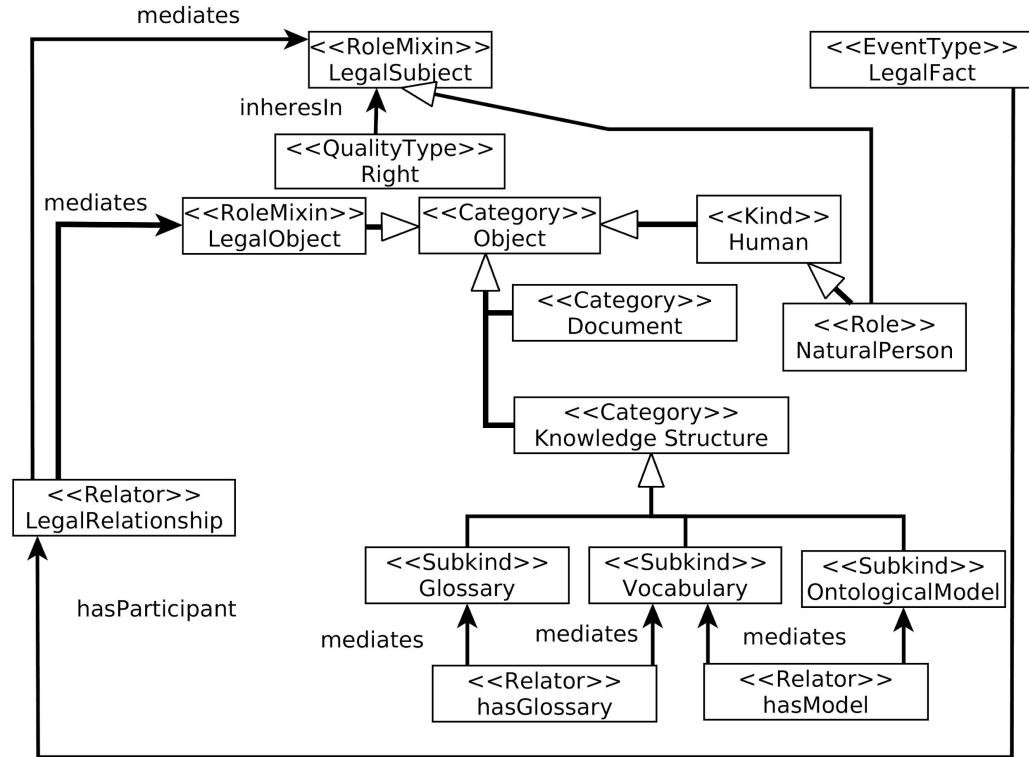 mediates
<<RoleMixin>>
LegalSubject
<<EventType>>
LegalFact
inheresIn
<<QualityType>>
Right
mediates
<<RoleMixin>>
LegalObject
<<Category>>
Object
<<Kind>>
Human
<<Category>>
Document
<<Role>>
NaturalPerson
<<Category>>
Knowledge Structure
<<Relator>>
LegalRelationship
<<Subkind>>
Glossary
<<Subkind>>
Vocabulary
<<Subkind>>
OntologicalModel
hasParticipant
mediates
mediates
mediates
<<Relator>>
hasGlossary
<<Relator>>
hasModel